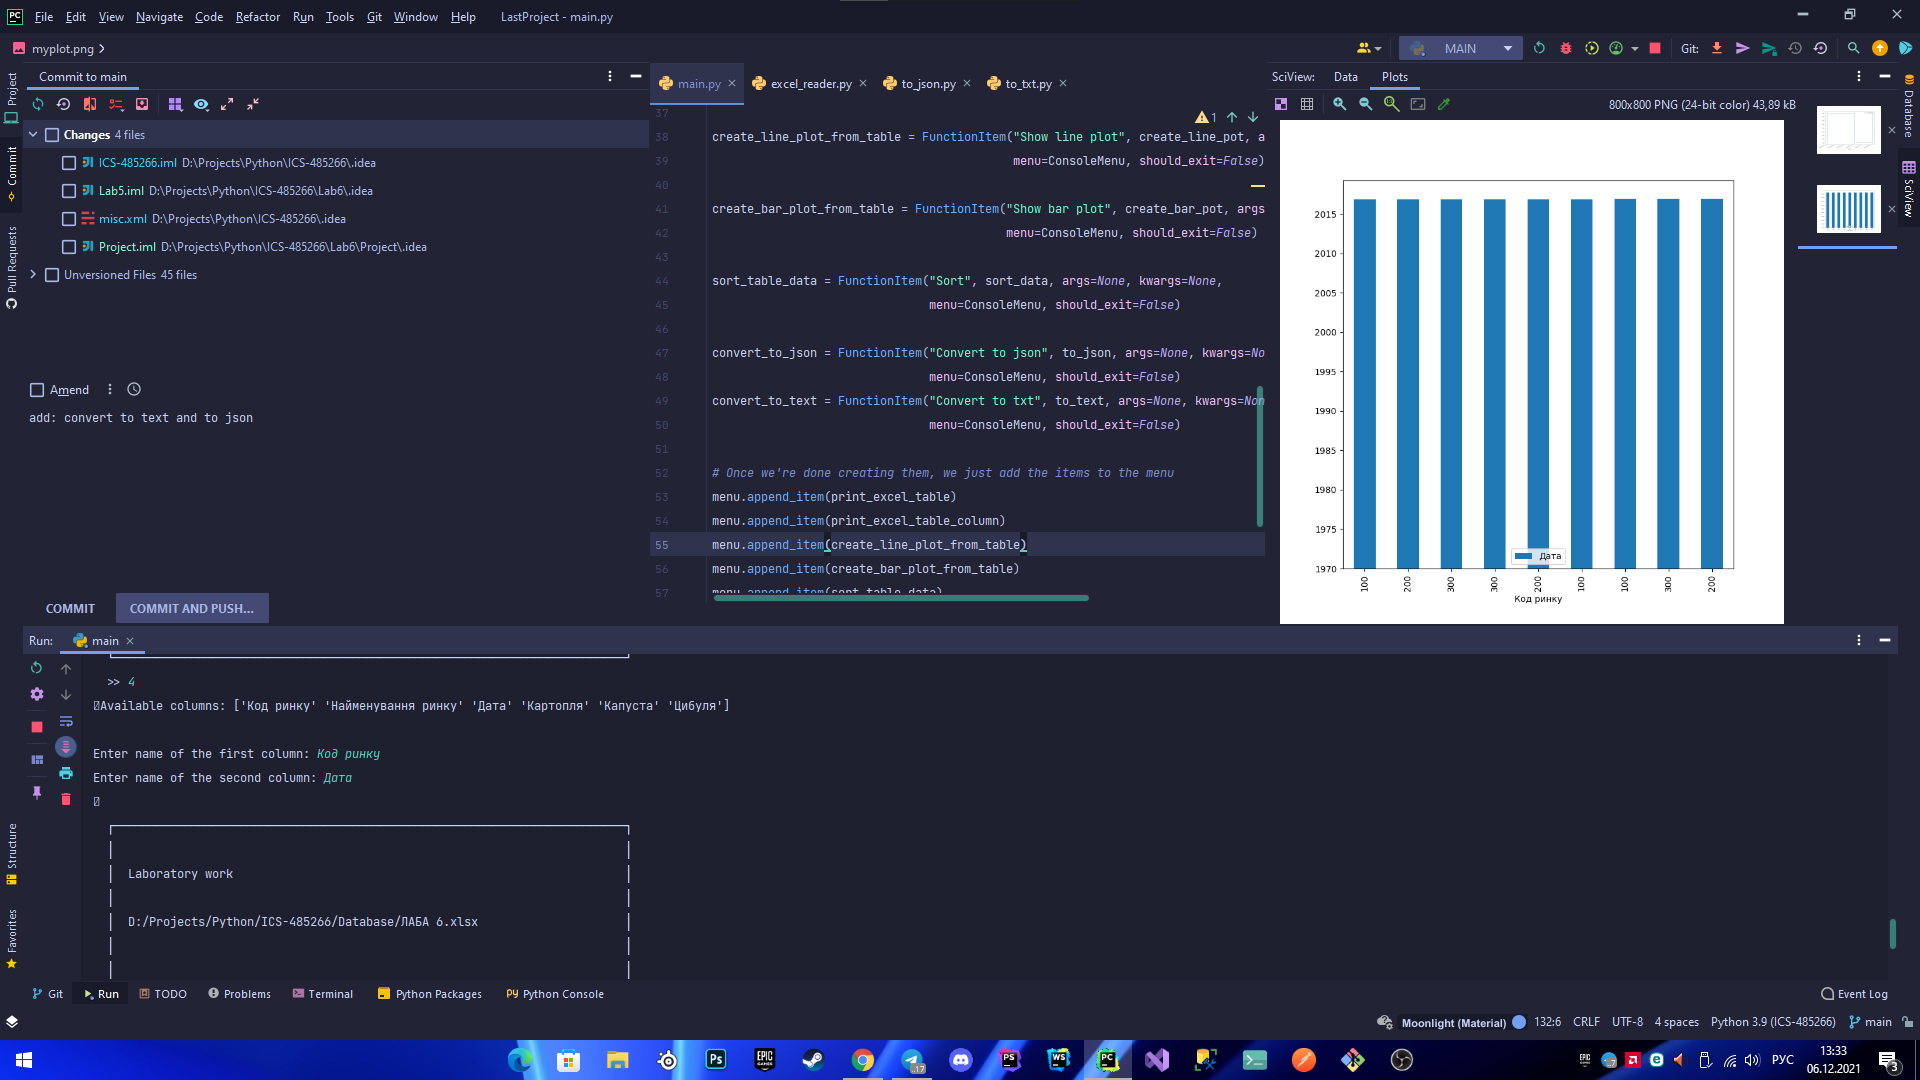 File Edit View Navigate Code Refactor Run Tools Git Window Help LastProject - main.py
myplot.png
MAIN
Git:
Project
Commit
Pull Requests
Structure
Favorites
Commit to main
Changes 4 files
ICS-485266.iml D:\Projects\Python\ICS-485266\.idea
Lab5.iml D:\Projects\Python\ICS-485266\Lab6\.idea
misc.xml D:\Projects\Python\ICS-485266\.idea
Project.iml D:\Projects\Python\ICS-485266\Lab6\Project\.idea
Unversioned Files 45 files
Amend
add: convert to text and to json
COMMIT
COMMIT AND PUSH...
main.py
excel_reader.py
to_json.py
to_txt.py
1
37
38 create_line_plot_from_table = FunctionItem("Show line plot", create_line_pot, a
39 menu=ConsoleMenu, should_exit=False)
40
41 create_bar_plot_from_table = FunctionItem("Show bar plot", create_bar_pot, args
42 menu=ConsoleMenu, should_exit=False)
43
44 sort_table_data = FunctionItem("Sort", sort_data, args=None, kwargs=None,
45 menu=ConsoleMenu, should_exit=False)
46
47 convert_to_json = FunctionItem("Convert to json", to_json, args=None, kwargs=No
48 menu=ConsoleMenu, should_exit=False)
49 convert_to_text = FunctionItem("Convert to txt", to_text, args=None, kwargs=Non
50 menu=ConsoleMenu, should_exit=False)
51
52 # Once we're done creating them, we just add the items to the menu
53 menu.append_item(print_excel_table)
54 menu.append_item(print_excel_table_column)
55 menu.append_item(create_line_plot_from_table)
56 menu.append_item(create_bar_plot_from_table)
57 menu.append_item(sort_table_data)
SciView: Data Plots
800x800 PNG (24-bit color) 43,89 kB
2015
2010
2005
2000
1995
1990
1985
1980
1975
1970
Дата
100 200 300 300 200 100 100 300 200
Код ринку
Database
SciView
Run: main
>> 4
Available columns: ['Код ринку' 'Найменування ринку' 'Дата' 'Картопля' 'Капуста' 'Цибуля']
Enter name of the first column: Код ринку
Enter name of the second column: Дата
Laboratory work
D:/Projects/Python/ICS-485266/Database/ЛАБА 6.xlsx
Git Run TODO Problems Terminal Python Packages Python Console Event Log
Moonlight (Material) 132:6 CRLF UTF-8 4 spaces Python 3.9 (ICS-485266) main
РУС
13:33
06.12.2021
3